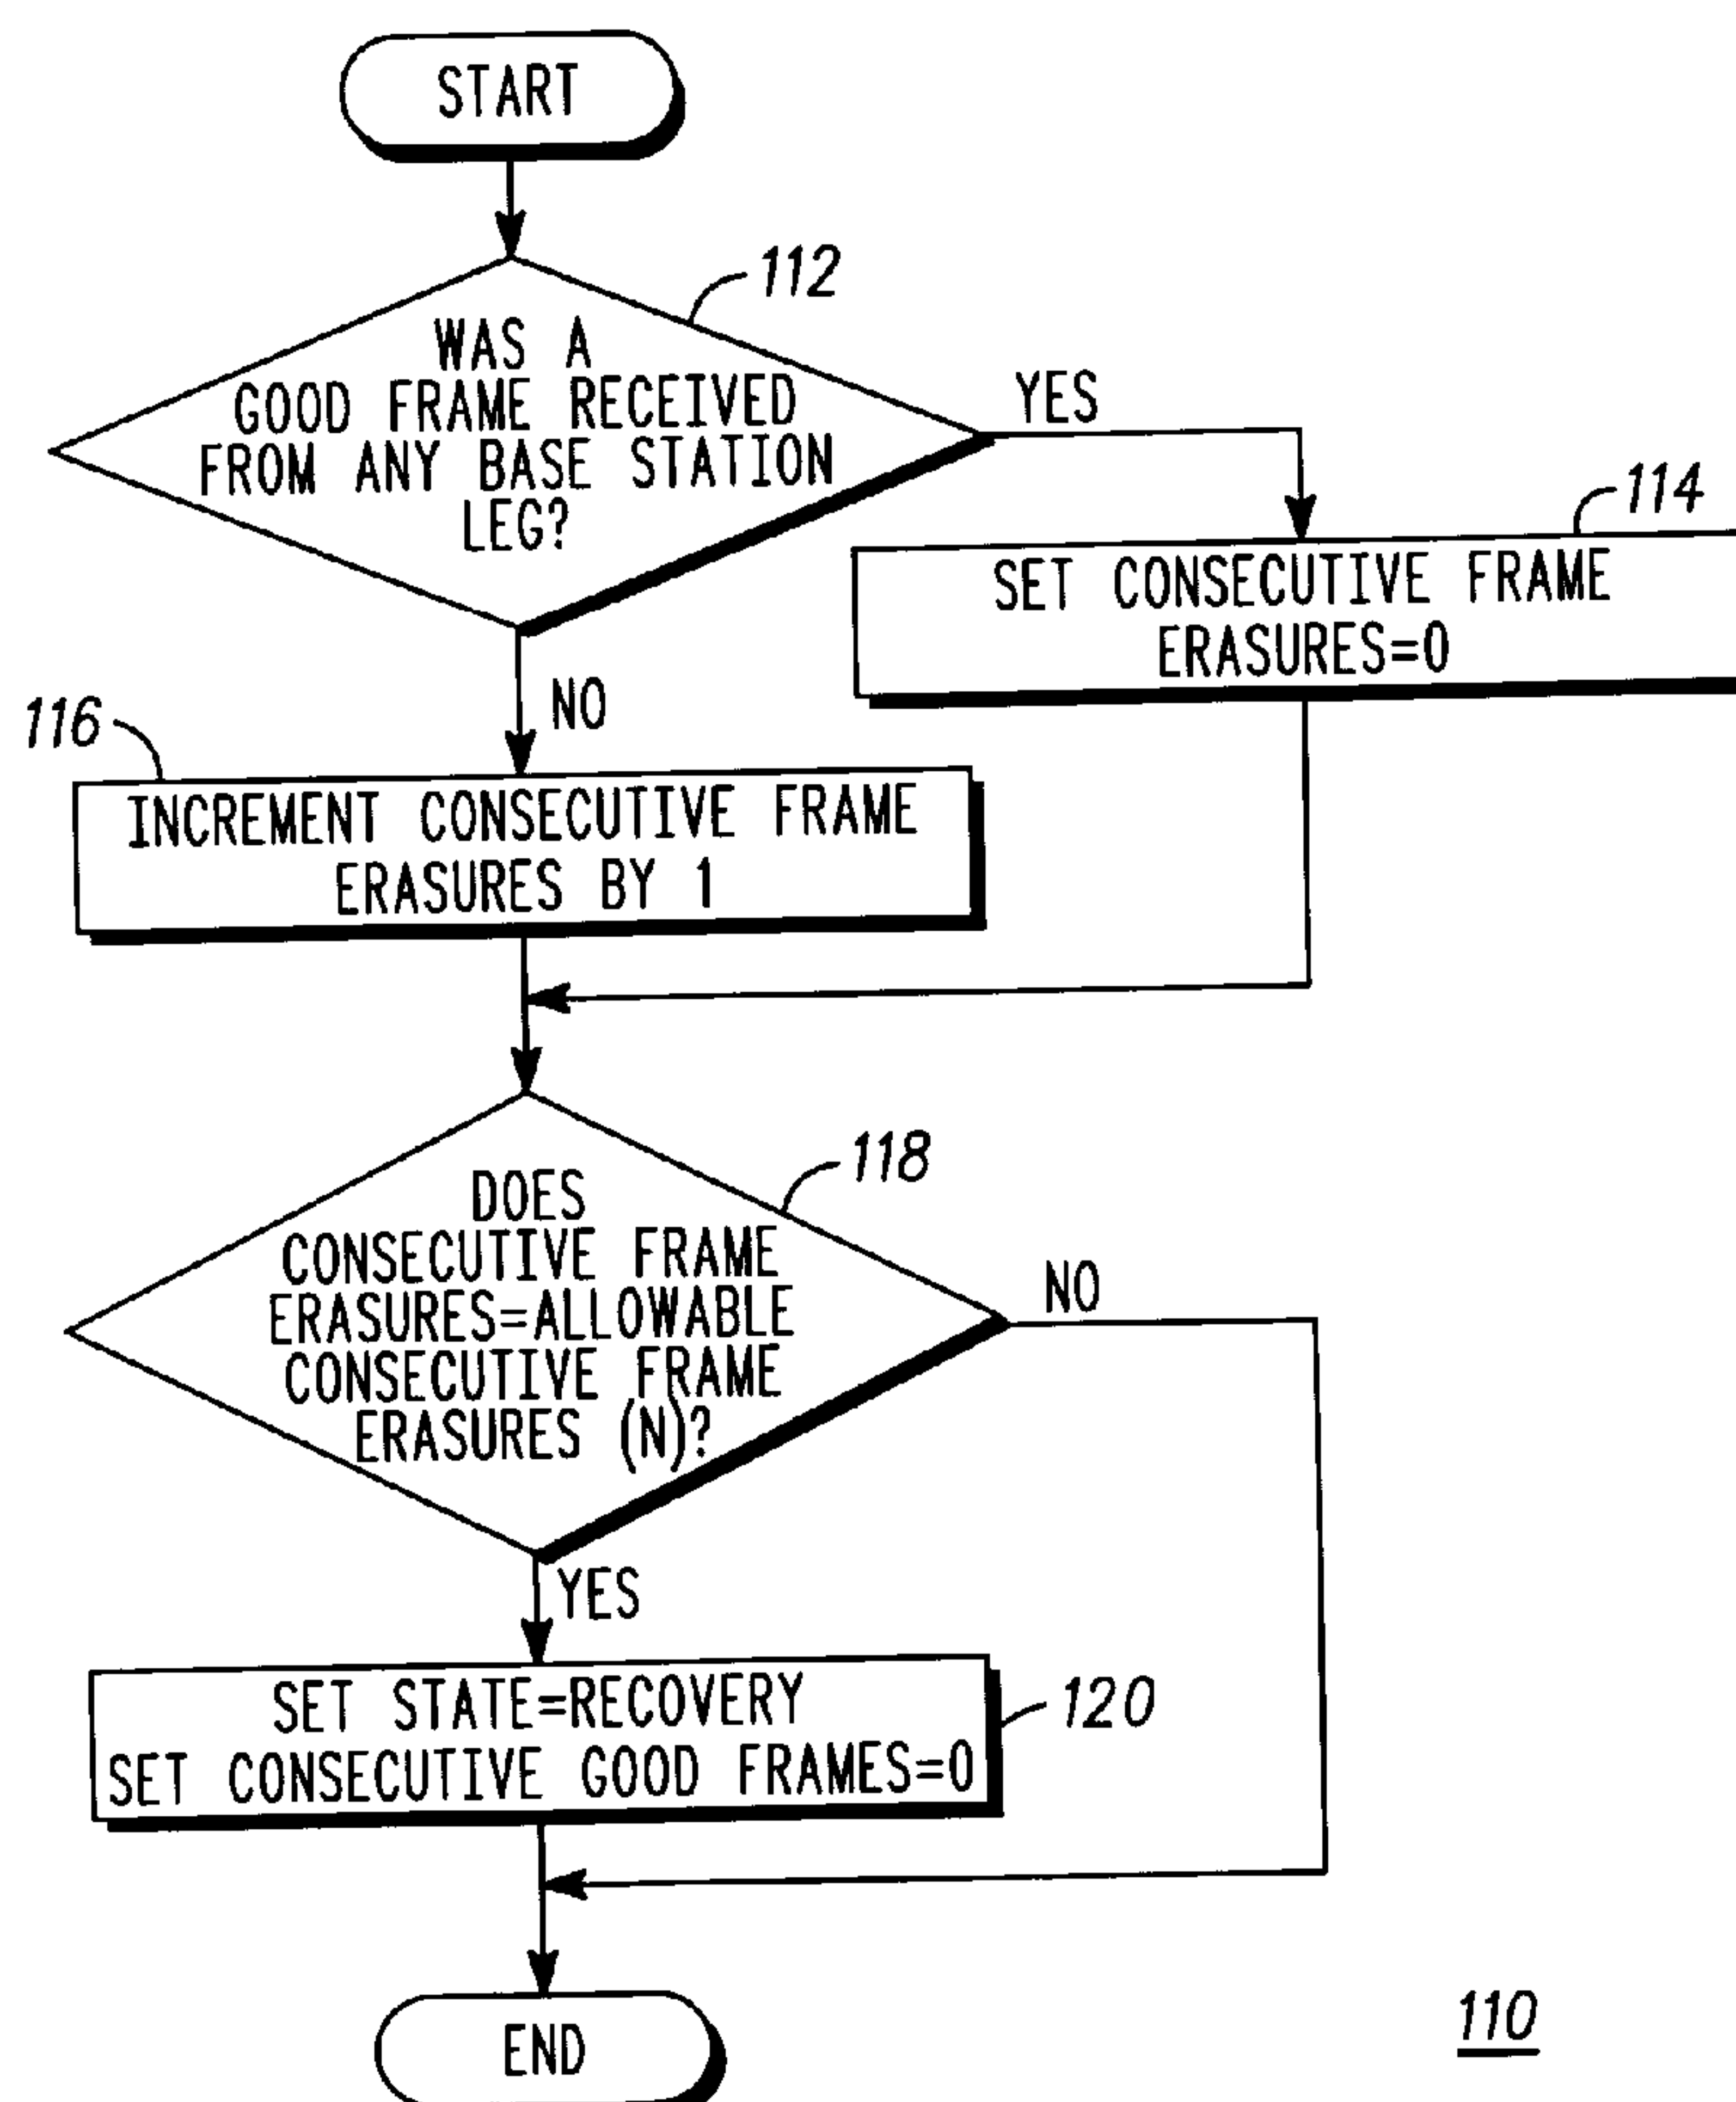 START
112
WAS A
GOOD FRAME RECEIVED
FROM ANY BASE STATION
LEG?
YES
114
SET CONSECUTIVE FRAME
ERASURES=0
NO
116
INCREMENT CONSECUTIVE FRAME
ERASURES BY 1
118
DOES
CONSECUTIVE FRAME
ERASURES=ALLOWABLE
CONSECUTIVE FRAME
ERASURES (N)?
NO
YES
SET STATE=RECOVERY
SET CONSECUTIVE GOOD FRAMES=0
120
END
110